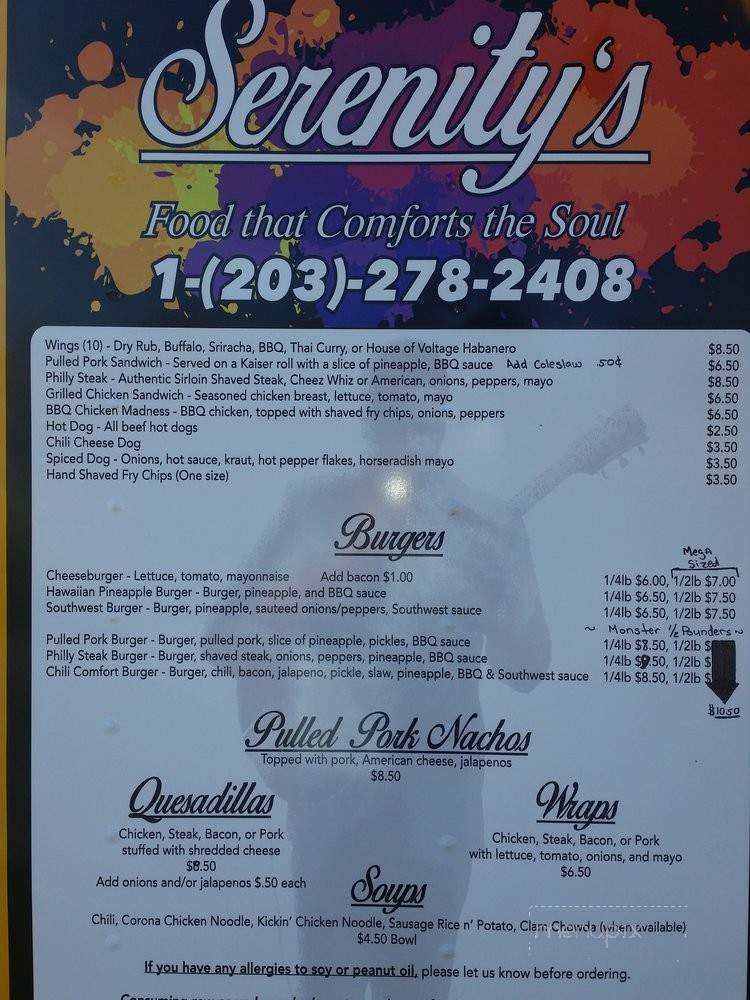 Serenity's
Food that Comforts the Soul
1-(203)-278-2408
Wings (10) - Dry Rub, Buffalo, Sriracha, BBQ, Thai Curry, or House of Voltage Habanero $8.50
Pulled Pork Sandwich - Served on a Kaiser roll with a slice of pineapple, BBQ sauce Add Coleslaw 50¢ $6.50
Philly Steak - Authentic Sirloin Shaved Steak, Cheez Whiz or American, onions, peppers, mayo $8.50
Grilled Chicken Sandwich - Seasoned chicken breast, lettuce, tomato, mayo $6.50
BBQ Chicken Madness - BBQ chicken, topped with shaved fry chips, onions, peppers $6.50
Hot Dog - All beef hot dogs $2.50
Chili Cheese Dog $3.50
Spiced Dog - Onions, hot sauce, kraut, hot pepper flakes, horseradish mayo $3.50
Hand Shaved Fry Chips (One size) $3.50
Burgers
Mega
Sized
Cheeseburger - Lettuce, tomato, mayonnaise Add bacon $1.00 1/4lb $6.00, 1/2lb $7.00
Hawaiian Pineapple Burger - Burger, pineapple, and BBQ sauce 1/4lb $6.50, 1/2lb $7.50
Southwest Burger - Burger, pineapple, sauteed onions/peppers, Southwest sauce 1/4lb $6.50, 1/2lb $7.50
~ Monster 1/2 Pounders ~
Pulled Pork Burger - Burger, pulled pork, slice of pineapple, pickles, BBQ sauce 1/4lb $8.50, 1/2lb $
Philly Steak Burger - Burger, shaved steak, onions, peppers, pineapple, BBQ sauce 1/4lb $9.50, 1/2lb $
Chili Comfort Burger - Burger, chili, bacon, jalapeno, pickle, slaw, pineapple, BBQ & Southwest sauce 1/4lb $8.50, 1/2lb $
$10.50
Pulled Pork Nachos
Topped with pork, American cheese, jalapenos
$8.50
Quesadillas
Chicken, Steak, Bacon, or Pork
stuffed with shredded cheese
$8.50
Add onions and/or jalapenos $.50 each
Wraps
Chicken, Steak, Bacon, or Pork
with lettuce, tomato, onions, and mayo
$6.50
Soups
Chili, Corona Chicken Noodle, Kickin' Chicken Noodle, Sausage Rice n' Potato, Clam Chowda (when available)
$4.50 Bowl
menupix
If you have any allergies to soy or peanut oil, please let us know before ordering.